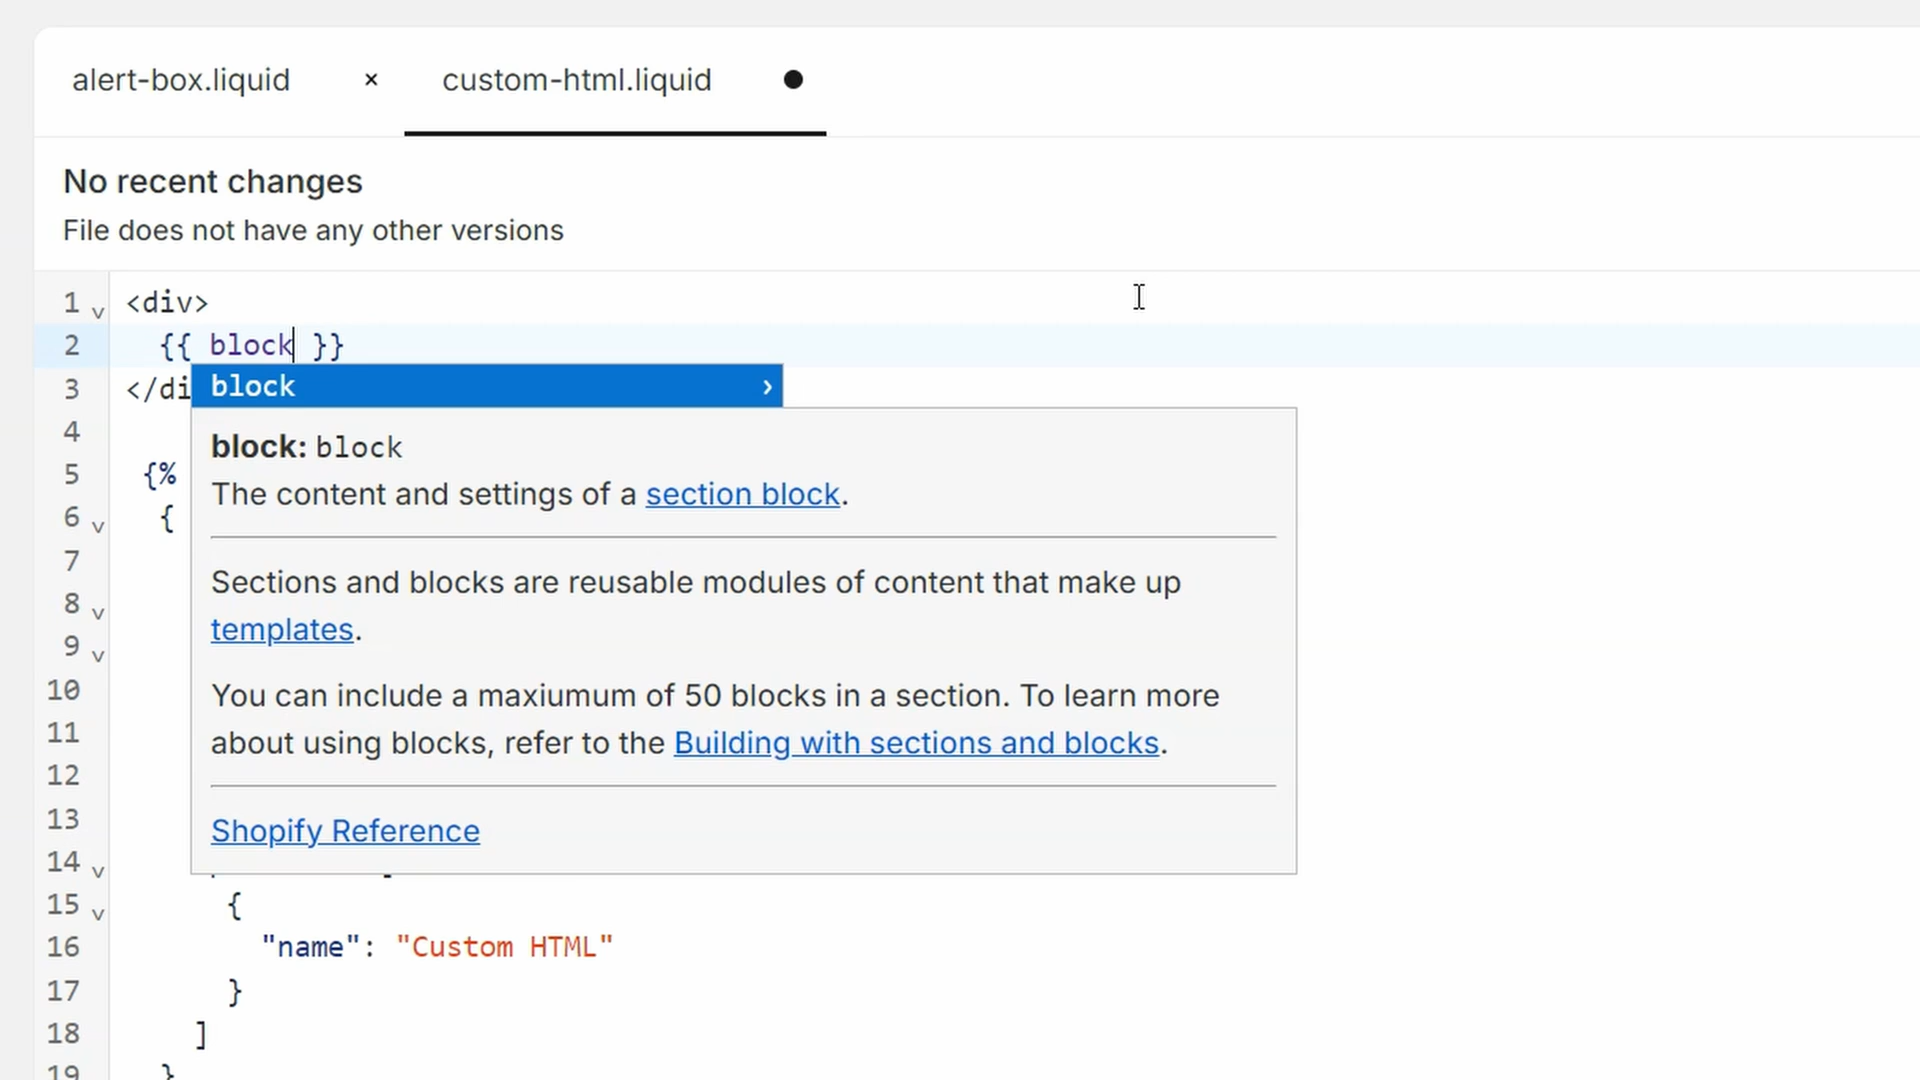 alert-box.liquid × custom-html.liquid
No recent changes
File does not have any other versions
1 <div>
2 {{ block }}
block
3 </di
block: block
4
The content and settings of a section block.
5 {%
6 {
7
Sections and blocks are reusable modules of content that make up
8
templates.
9
10
You can include a maxiumum of 50 blocks in a section. To learn more
11
about using blocks, refer to the Building with sections and blocks.
12
13
Shopify Reference
14
15 {
16 "name": "Custom HTML"
17 }
18 ]
19 }